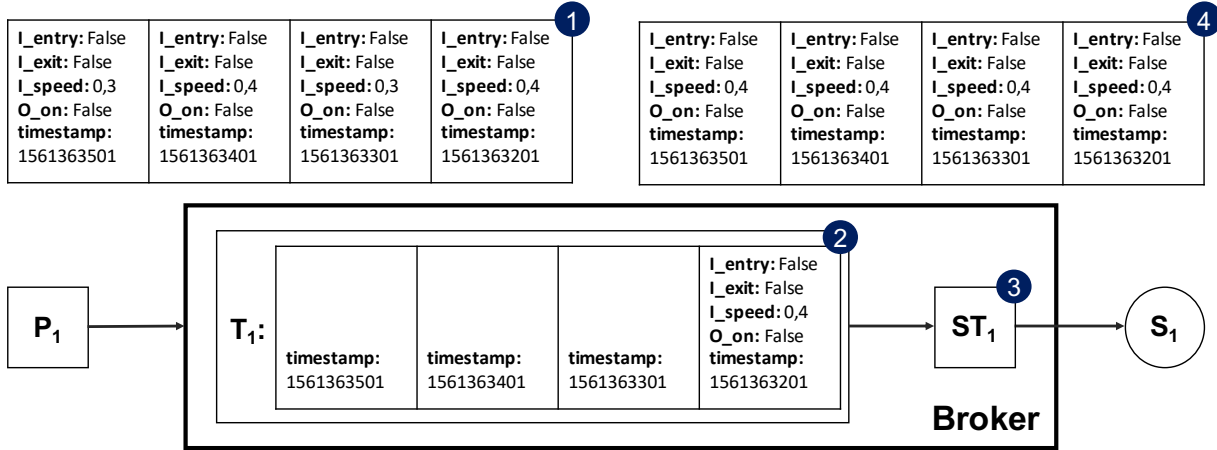 1
I_entry: False
I_exit: False
I_speed: 0,3
O_on: False
timestamp:
1561363501
I_entry: False
I_exit: False
I_speed: 0,4
O_on: False
timestamp:
1561363401
I_entry: False
I_exit: False
I_speed: 0,3
O_on: False
timestamp:
1561363301
I_entry: False
I_exit: False
I_speed: 0,4
O_on: False
timestamp:
1561363201
4
I_entry: False
I_exit: False
I_speed: 0,4
O_on: False
timestamp:
1561363501
I_entry: False
I_exit: False
I_speed: 0,4
O_on: False
timestamp:
1561363401
I_entry: False
I_exit: False
I_speed: 0,4
O_on: False
timestamp:
1561363301
I_entry: False
I_exit: False
I_speed: 0,4
O_on: False
timestamp:
1561363201
P₁
2
T₁:
timestamp:
1561363501
timestamp:
1561363401
timestamp:
1561363301
I_entry: False
I_exit: False
I_speed: 0,4
O_on: False
timestamp:
1561363201
3
ST₁
S₁
Broker